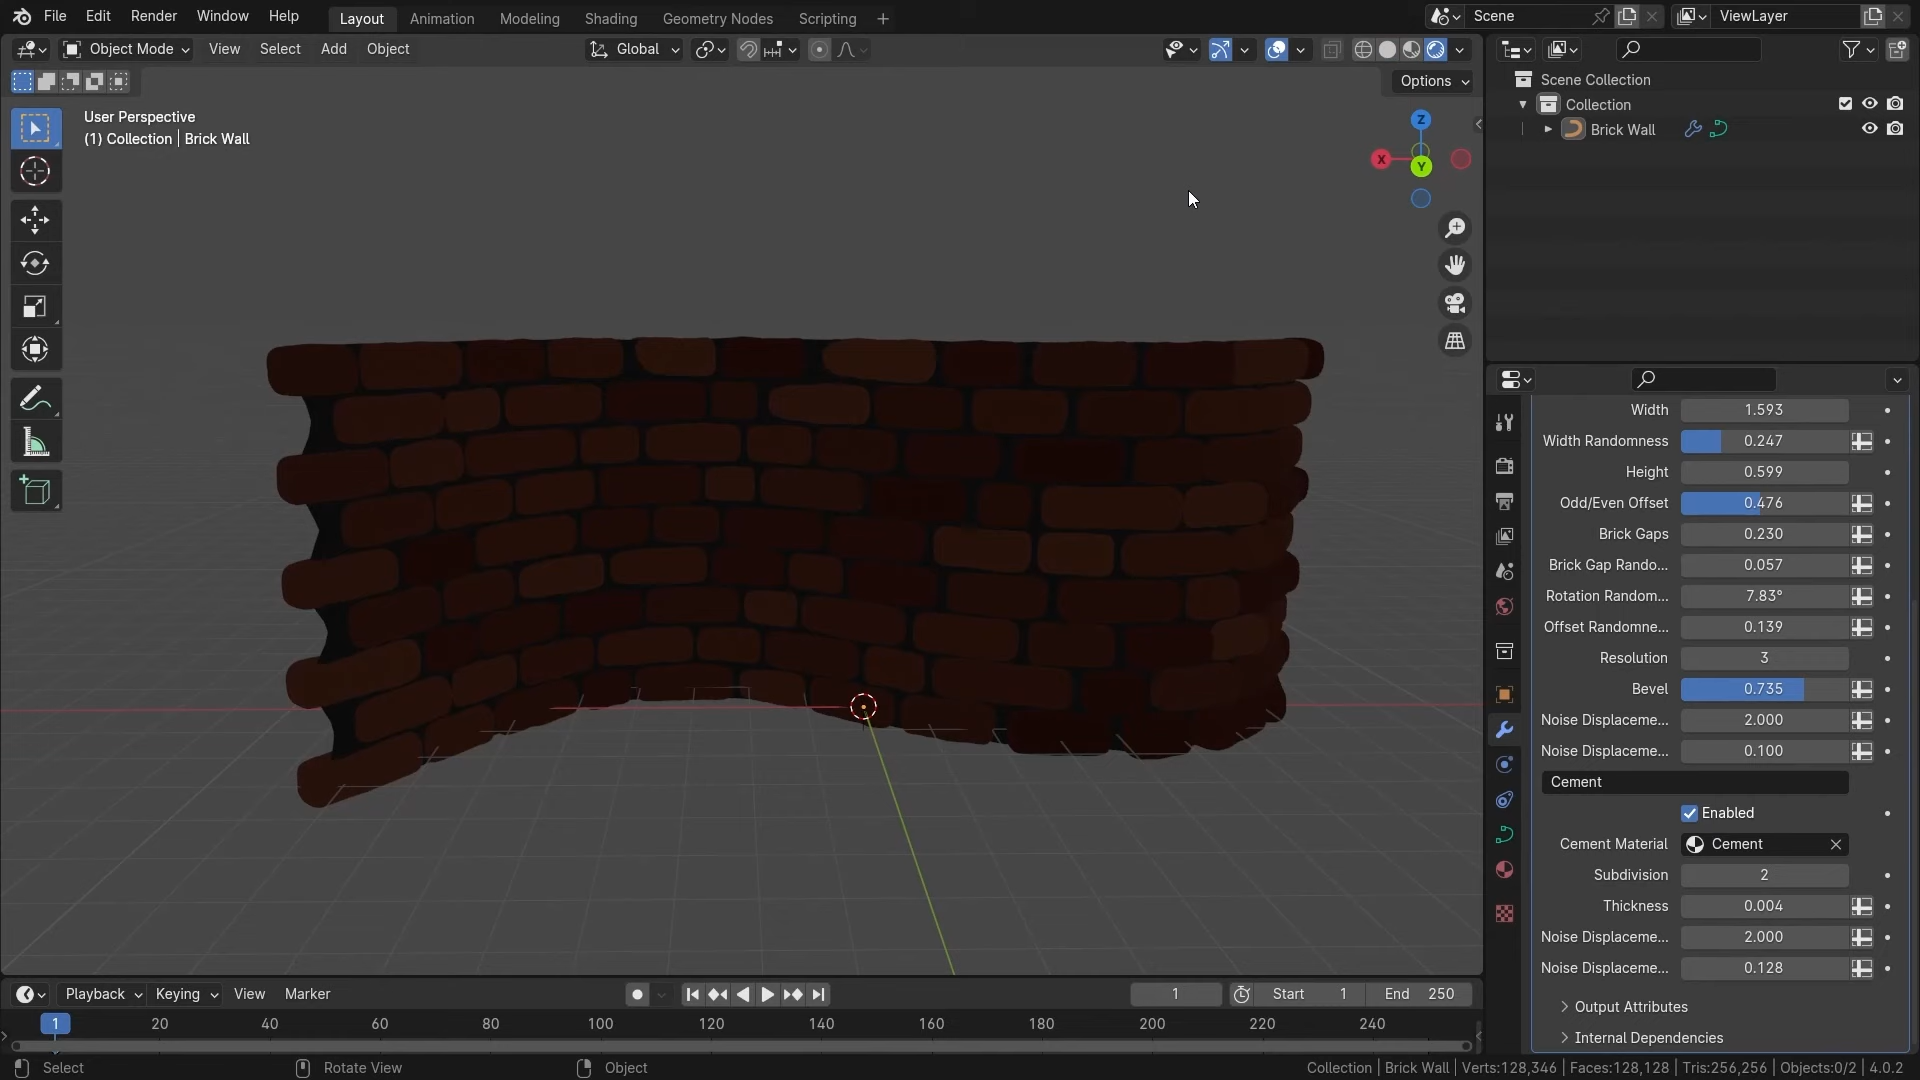 File Edit Render Window Help Layout Animation Modeling Shading Geometry Nodes Scripting + Scene ViewLayer
Object Mode View Select Add Object Global
Options
Scene Collection
Collection
Brick Wall
User Perspective
(1) Collection | Brick Wall
Z
X
Y
Width 1.593
Width Randomness 0.247
Height 0.599
Odd/Even Offset 0.476
Brick Gaps 0.230
Brick Gap Rando... 0.057
Rotation Random... 7.83°
Offset Randomne... 0.139
Resolution 3
Bevel 0.735
Noise Displaceme... 2.000
Noise Displaceme... 0.100
Cement
Enabled
Cement Material Cement
Subdivision 2
Thickness 0.004
Noise Displaceme... 2.000
Noise Displaceme... 0.128
Output Attributes
Internal Dependencies
Playback Keying View Marker 1 Start 1 End 250
1 20 40 60 80 100 120 140 160 180 200 220 240
Select Rotate View Object Collection | Brick Wall | Verts:128,346 | Faces:128,128 | Tris:256,256 | Objects:0/2 | 4.0.2